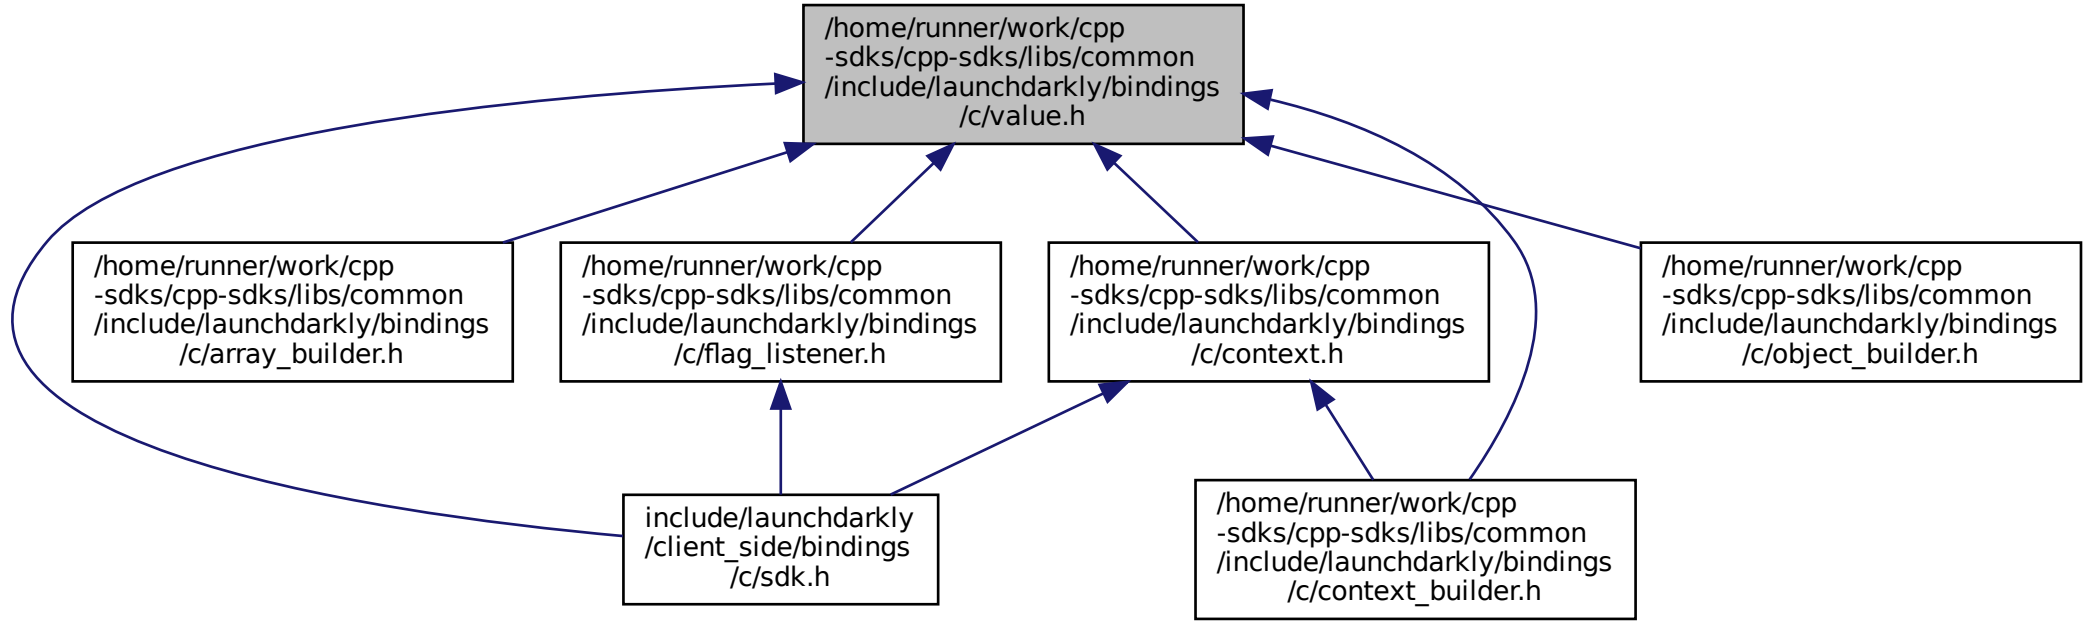 /home/runner/work/cpp
-sdks/cpp-sdks/libs/common
/include/launchdarkly/bindings
/c/value.h
/home/runner/work/cpp
-sdks/cpp-sdks/libs/common
/include/launchdarkly/bindings
/c/array_builder.h
/home/runner/work/cpp
-sdks/cpp-sdks/libs/common
/include/launchdarkly/bindings
/c/flag_listener.h
/home/runner/work/cpp
-sdks/cpp-sdks/libs/common
/include/launchdarkly/bindings
/c/context.h
/home/runner/work/cpp
-sdks/cpp-sdks/libs/common
/include/launchdarkly/bindings
/c/object_builder.h
include/launchdarkly
/client_side/bindings
/c/sdk.h
/home/runner/work/cpp
-sdks/cpp-sdks/libs/common
/include/launchdarkly/bindings
/c/context_builder.h